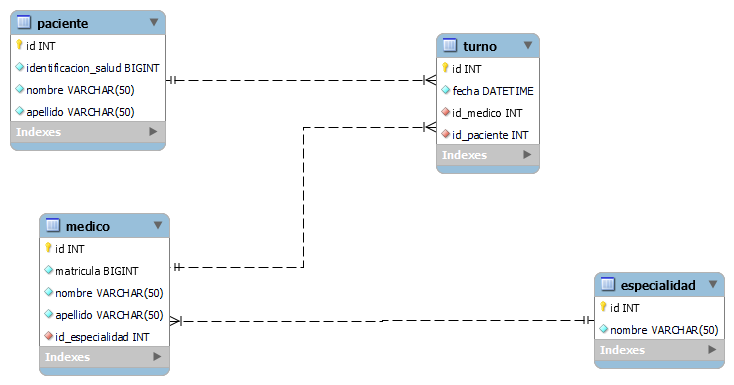 paciente
id INT
identificacion_salud BIGINT
nombre VARCHAR(50)
apellido VARCHAR(50)
Indexes
turno
id INT
fecha DATETIME
id_medico INT
id_paciente INT
Indexes
medico
id INT
matricula BIGINT
nombre VARCHAR(50)
apellido VARCHAR(50)
id_especialidad INT
Indexes
especialidad
id INT
nombre VARCHAR(50)
Indexes